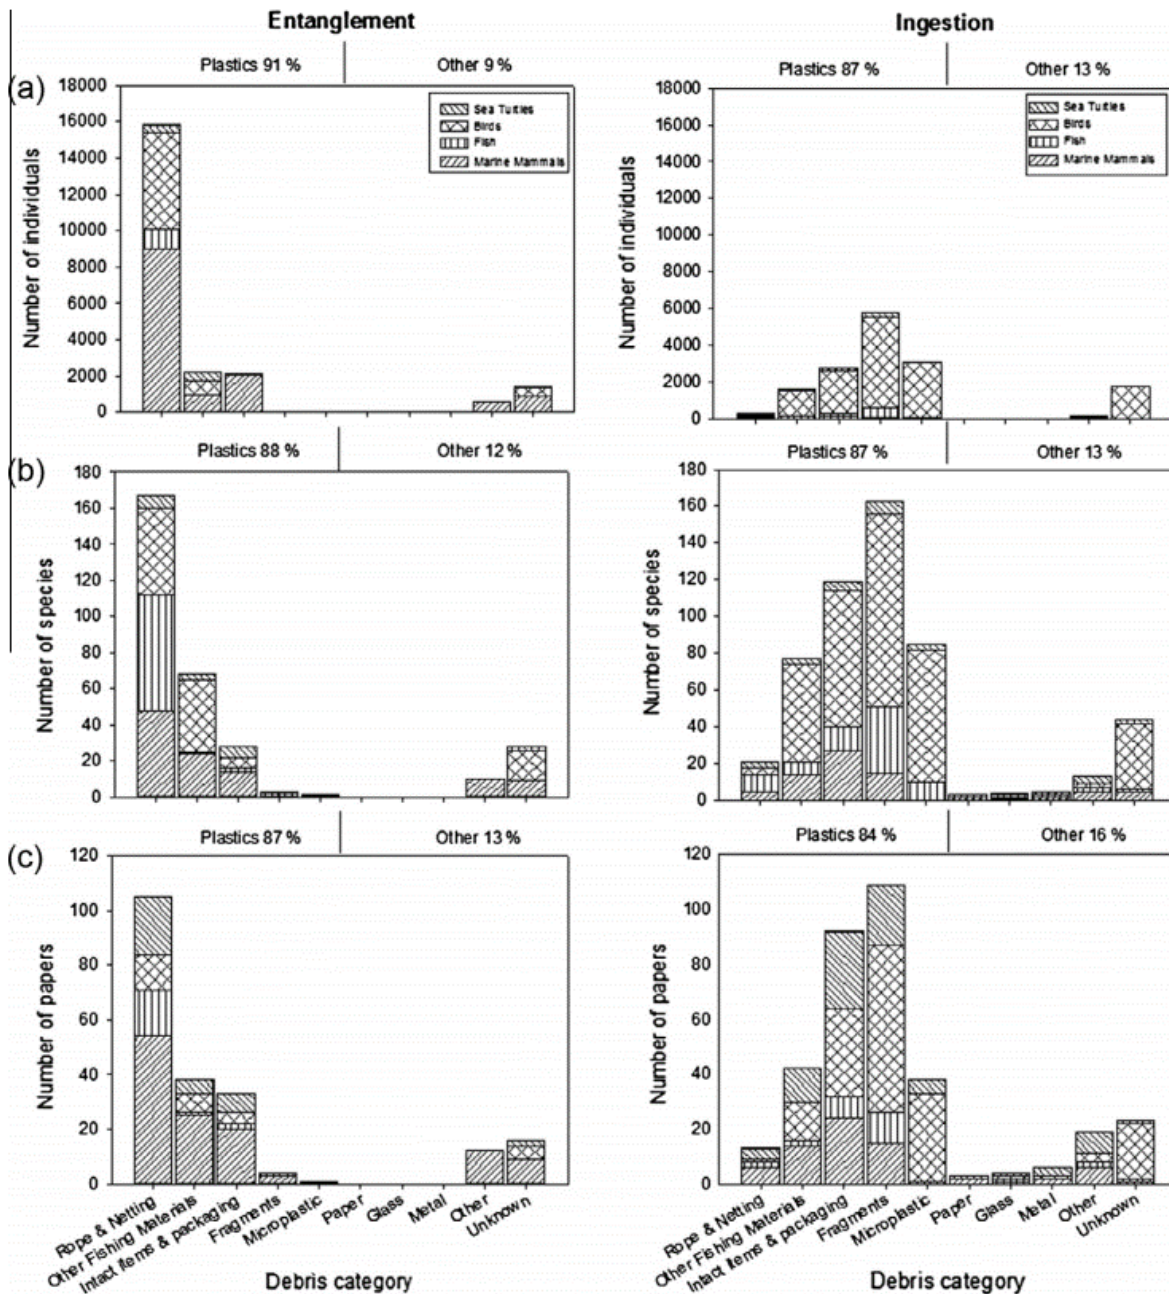 Entanglement
Ingestion
Plastics 91 %
Other 9 %
Plastics 87 %
Other 13 %
(a)
Number of individuals
18000
16000
14000
12000
10000
8000
6000
4000
2000
0
Sea Turtles
Birds
Fish
Marine Mammals
Number of individuals
18000
16000
14000
12000
10000
8000
6000
4000
2000
0
Sea Turtles
Birds
Fish
Marine Mammals
Plastics 88 %
Other 12 %
Plastics 87 %
Other 13 %
(b)
Number of species
180
160
140
120
100
80
60
40
20
0
Number of species
180
160
140
120
100
80
60
40
20
0
Plastics 87 %
Other 13 %
Plastics 84 %
Other 16 %
(c)
Number of papers
120
100
80
60
40
20
0
Number of papers
120
100
80
60
40
20
0
Rope & Netting
Other Fishing Materials
Intact Items & packaging
Fragments
Microplastic
Paper
Glass
Metal
Other
Unknown
Rope & Netting
Other Fishing Materials
Intact Items & packaging
Fragments
Microplastic
Paper
Glass
Metal
Other
Unknown
Debris category
Debris category